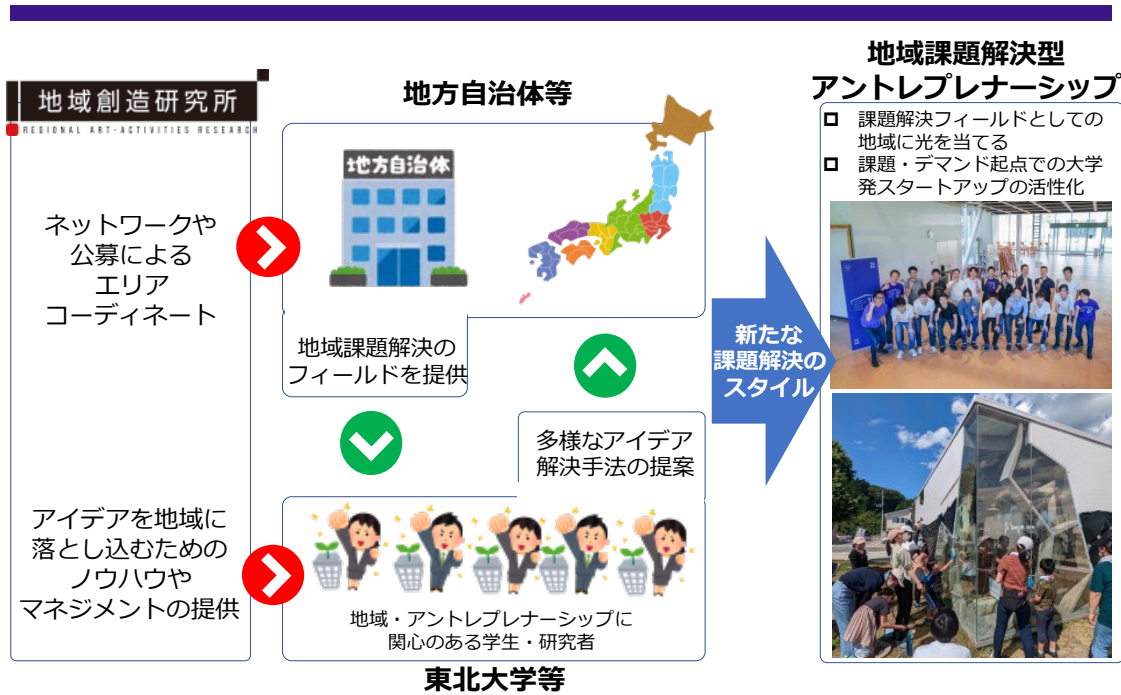 地域創造研究所
REGIONAL ART-ACTIVITIES RESEARCH
ネットワークや
公募による
エリア
コーディネート
アイデアを地域に
落とし込むための
ノウハウや
マネジメントの提供
地方自治体等
地方自治体
地域課題解決の
フィールドを提供
多様なアイデア
解決手法の提案
地域・アントレプレナーシップに
関心のある学生・研究者
東北大学等
新たな
課題解決の
スタイル
地域課題解決型
アントレプレナーシップ
課題解決フィールドとしての
地域に光を当てる
課題・デマンド起点での大学
発スタートアップの活性化